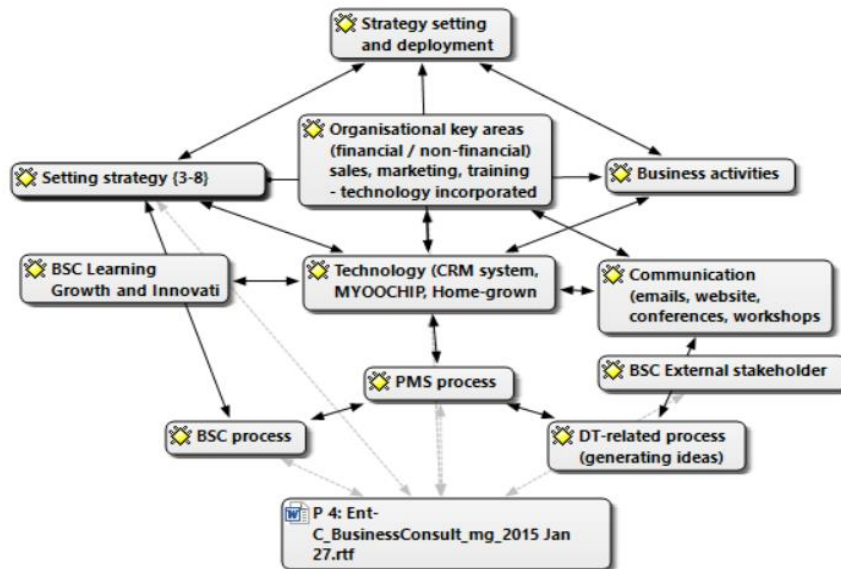 Strategy setting
and deployment
Organisational key areas
(financial / non-financial)
sales, marketing, training
- technology incorporated
Setting strategy {3-8}
Business activities
BSC Learning
Growth and Innovati
Technology (CRM system,
MYOOCHIP, Home-grown
Communication
(emails, website,
conferences, workshops
PMS process
BSC External stakeholder
BSC process
DT-related process
(generating ideas)
P 4: Ent-
C_BusinessConsult_mg_2015 Jan
27.rtf